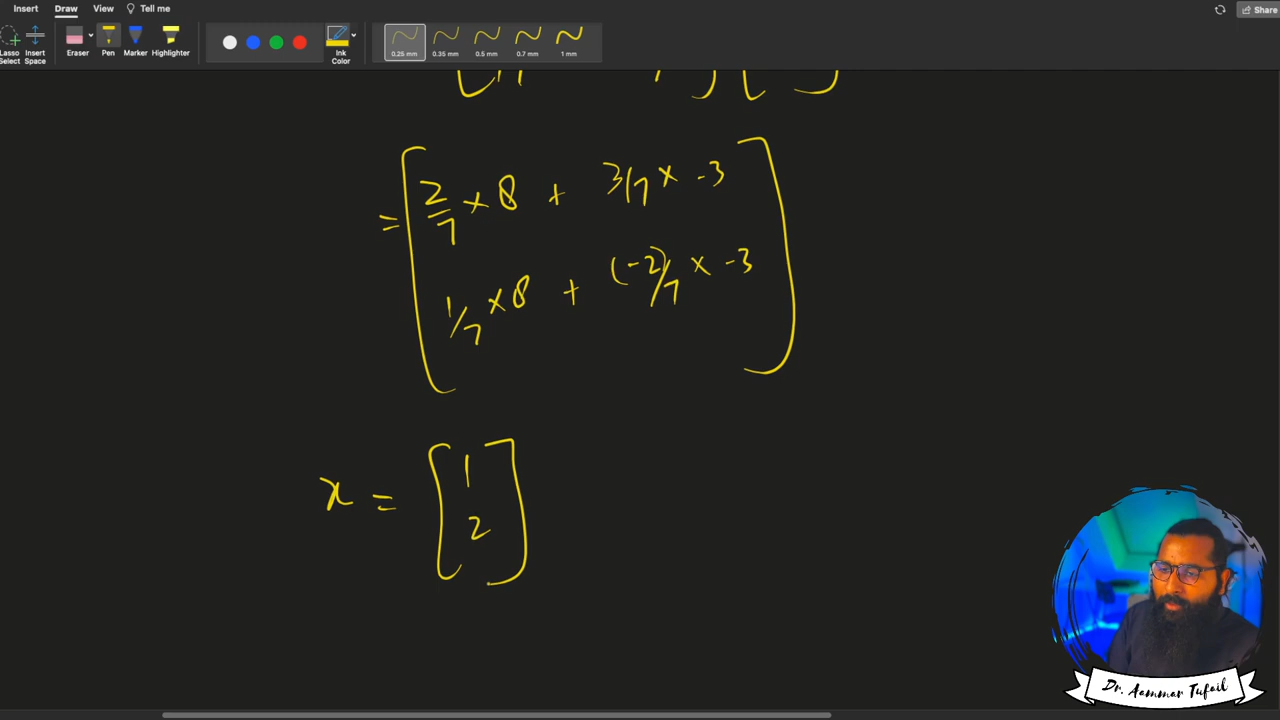 Insert Draw View Tell me Share
Lasso Select Insert Space Eraser Pen Marker Highlighter Ink Color 0.25 mm 0.35 mm 0.5 mm 0.7 mm 1 mm
= [ 2/7 × 8 + 3/7 × -3
1/7 × 8 + (-2)/7 × -3 ]
x = [ 1
2 ]
Dr. Aammar Tufail